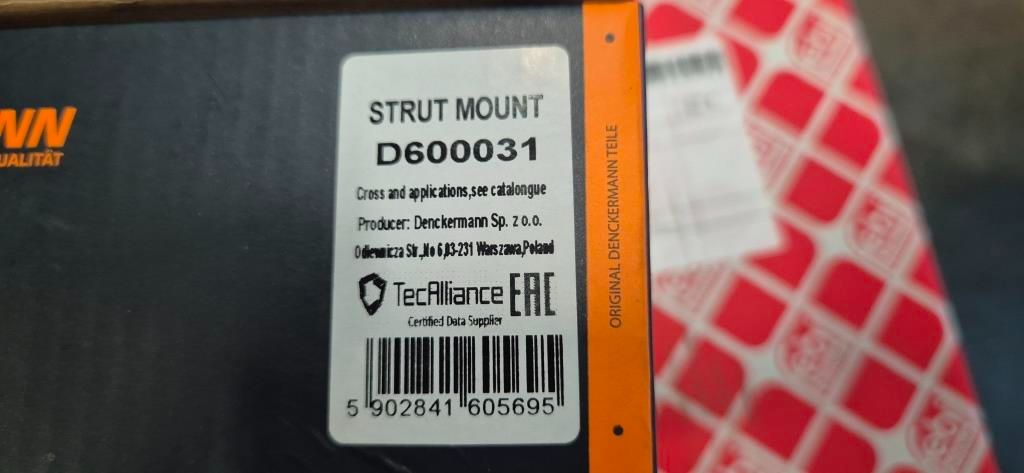 NN
UALITÄT
STRUT MOUNT
D600031
Cross and applications,see catalongue
Producer: Denckermann Sp. z o.o.
Odlewnicza Str.,No 6,03-231 Warszawa,Poland
TecAlliance EAC
Certified Data Supplier
5 902841 605695
ORIGINAL DENCKERMANN TEILE